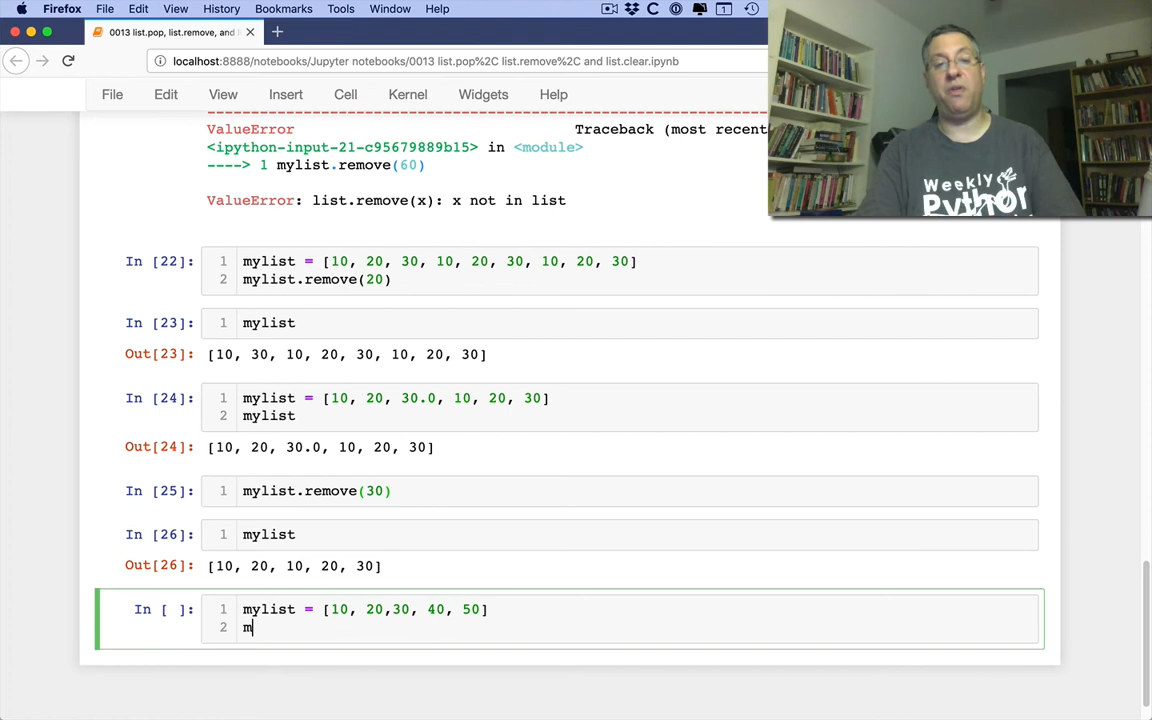 Firefox File Edit View History Bookmarks Tools Window Help
0013 list.pop, list.remove, and
localhost:8888/notebooks/Jupyter notebooks/0013 list.pop%2C list.remove%2C and list.clear.ipynb
File Edit View Insert Cell Kernel Widgets Help
ValueError Traceback (most recent
<ipython-input-21-c95679889b15> in <module>
----> 1 mylist.remove(60)
ValueError: list.remove(x): x not in list
In [22]: 1 mylist = [10, 20, 30, 10, 20, 30, 10, 20, 30]
2 mylist.remove(20)
In [23]: 1 mylist
Out[23]: [10, 30, 10, 20, 30, 10, 20, 30]
In [24]: 1 mylist = [10, 20, 30.0, 10, 20, 30]
2 mylist
Out[24]: [10, 20, 30.0, 10, 20, 30]
In [25]: 1 mylist.remove(30)
In [26]: 1 mylist
Out[26]: [10, 20, 10, 20, 30]
In [ ]: 1 mylist = [10, 20,30, 40, 50]
2 m
Weekly
Python